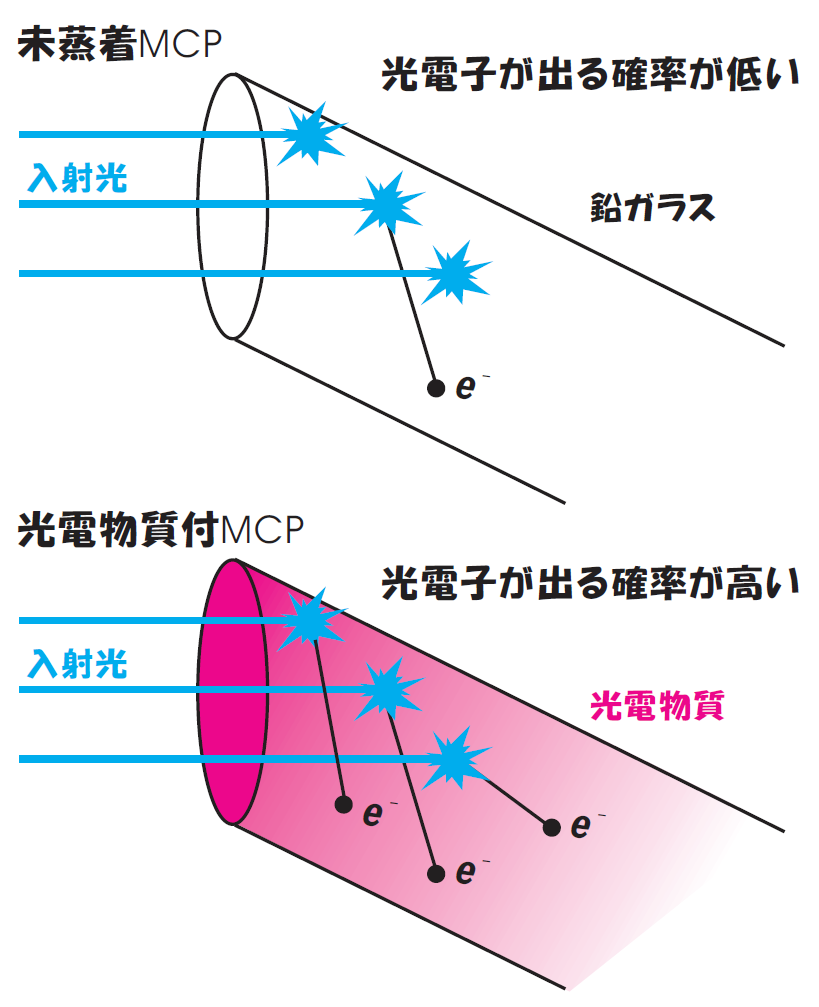 未蒸着MCP
光電子が出る確率が低い
入射光
鉛ガラス
e⁻
光電物質付MCP
光電子が出る確率が高い
入射光
光電物質
e⁻
e⁻
e⁻